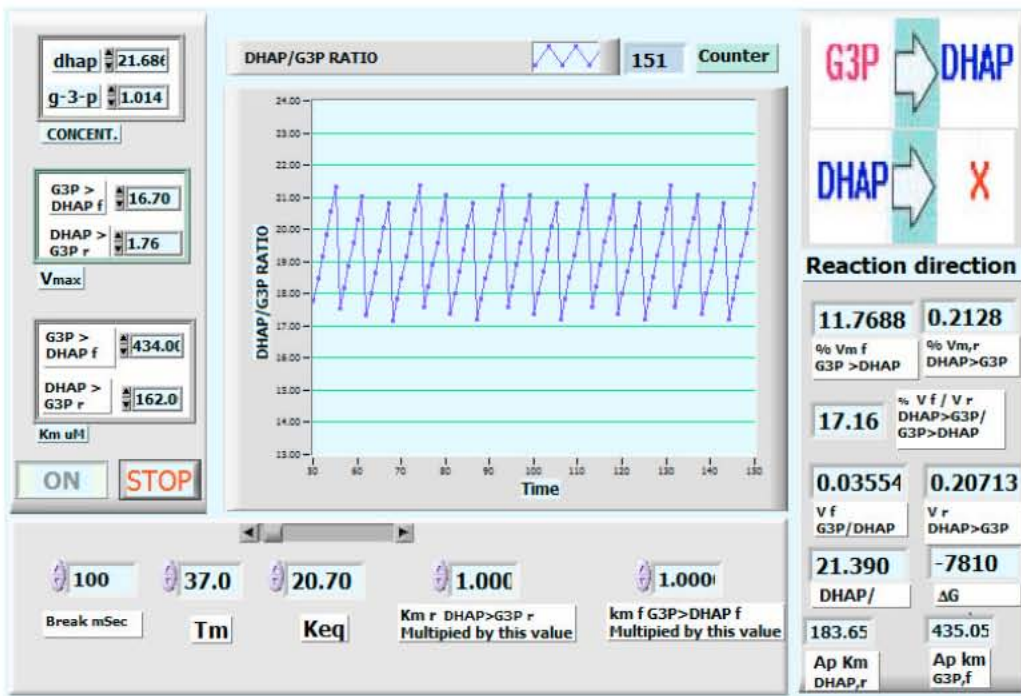 dhap 21.686
g-3-p 1.014
CONCENT.
G3P >
DHAP f 16.70
DHAP >
G3P r 1.76
Vmax
G3P >
DHAP f 434.00
DHAP >
G3P r 162.0
Km uM
ON STOP
DHAP/G3P RATIO 151 Counter
DHAP/G3P RATIO
24.00
23.00
22.00
21.00
20.00
19.00
18.00
17.00
16.00
15.00
14.00
13.00
50 60 70 80 90 100 110 120 130 140 150
Time
G3P DHAP
DHAP X
Reaction direction
11.7688 0.2128
% Vm f
G3P >DHAP
% Vm,r
DHAP>G3P
17.16
% V f / V r
DHAP>G3P/
G3P>DHAP
0.03554 0.20713
V f
G3P/DHAP
V r
DHAP>G3P
21.390 -7810
DHAP/ ΔG
183.65 435.05
Ap Km
DHAP,r
Ap km
G3P,f
100 37.0 20.70 1.000 1.000
Break mSec
Tm
Keq
Km r DHAP>G3P r
Multipied by this value
km f G3P>DHAP f
Multipied by this value